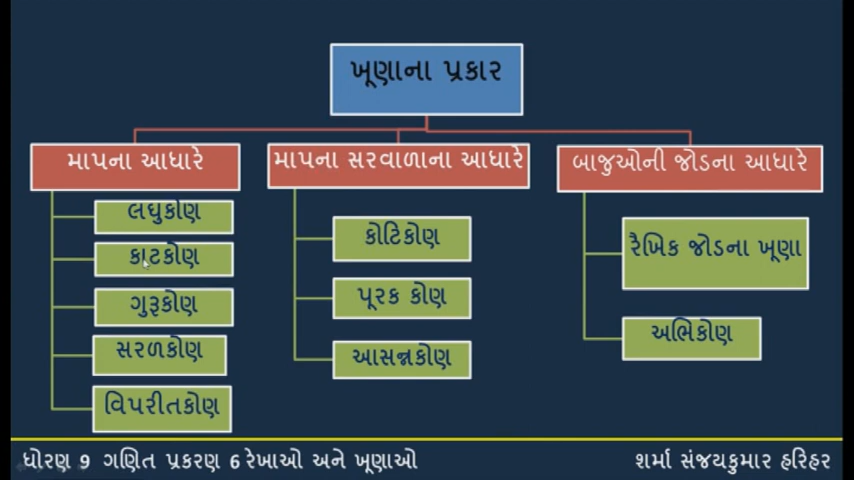 ખૂણાના પ્રકાર
માપના આધારે
લઘુકોણ
કાટકોણ
ગુરૂકોણ
સરળકોણ
વિપરીતકોણ
માપના સરવાળાના આધારે
કોટિકોણ
પૂરક કોણ
આસન્નકોણ
બાજુઓની જોડના આધારે
રૈખિક જોડના ખૂણા
અભિકોણ
ધોરણ 9 ગણિત પ્રકરણ 6 રેખાઓ અને ખૂણાઓ
શર્મા સંજયકુમાર હરિહર